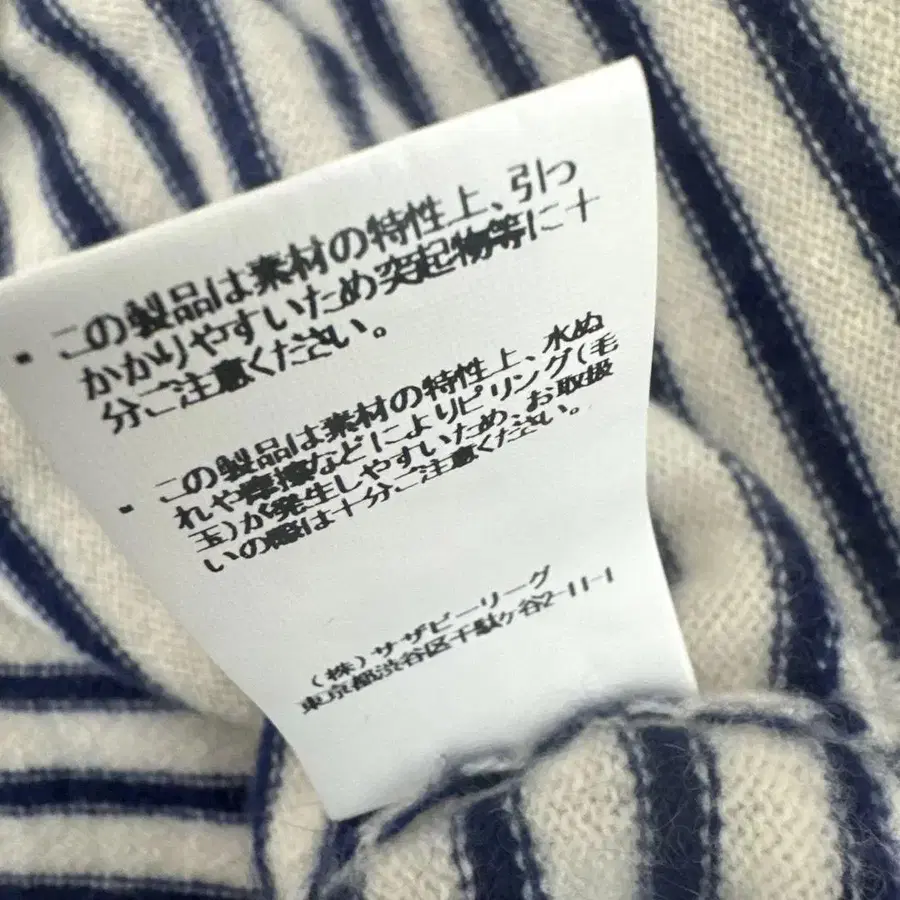 ・この製品は素材の特性上、引っ
かかりやすいため突起物等に十
分ご注意ください。
・この製品は素材の特性上、水ぬ
れや摩擦などによりピリング(毛
玉)が発生しやすいため、お取扱
いの際は十分ご注意ください。
(株)サザビーリーグ
東京都渋谷区千駄ヶ谷2-11-1